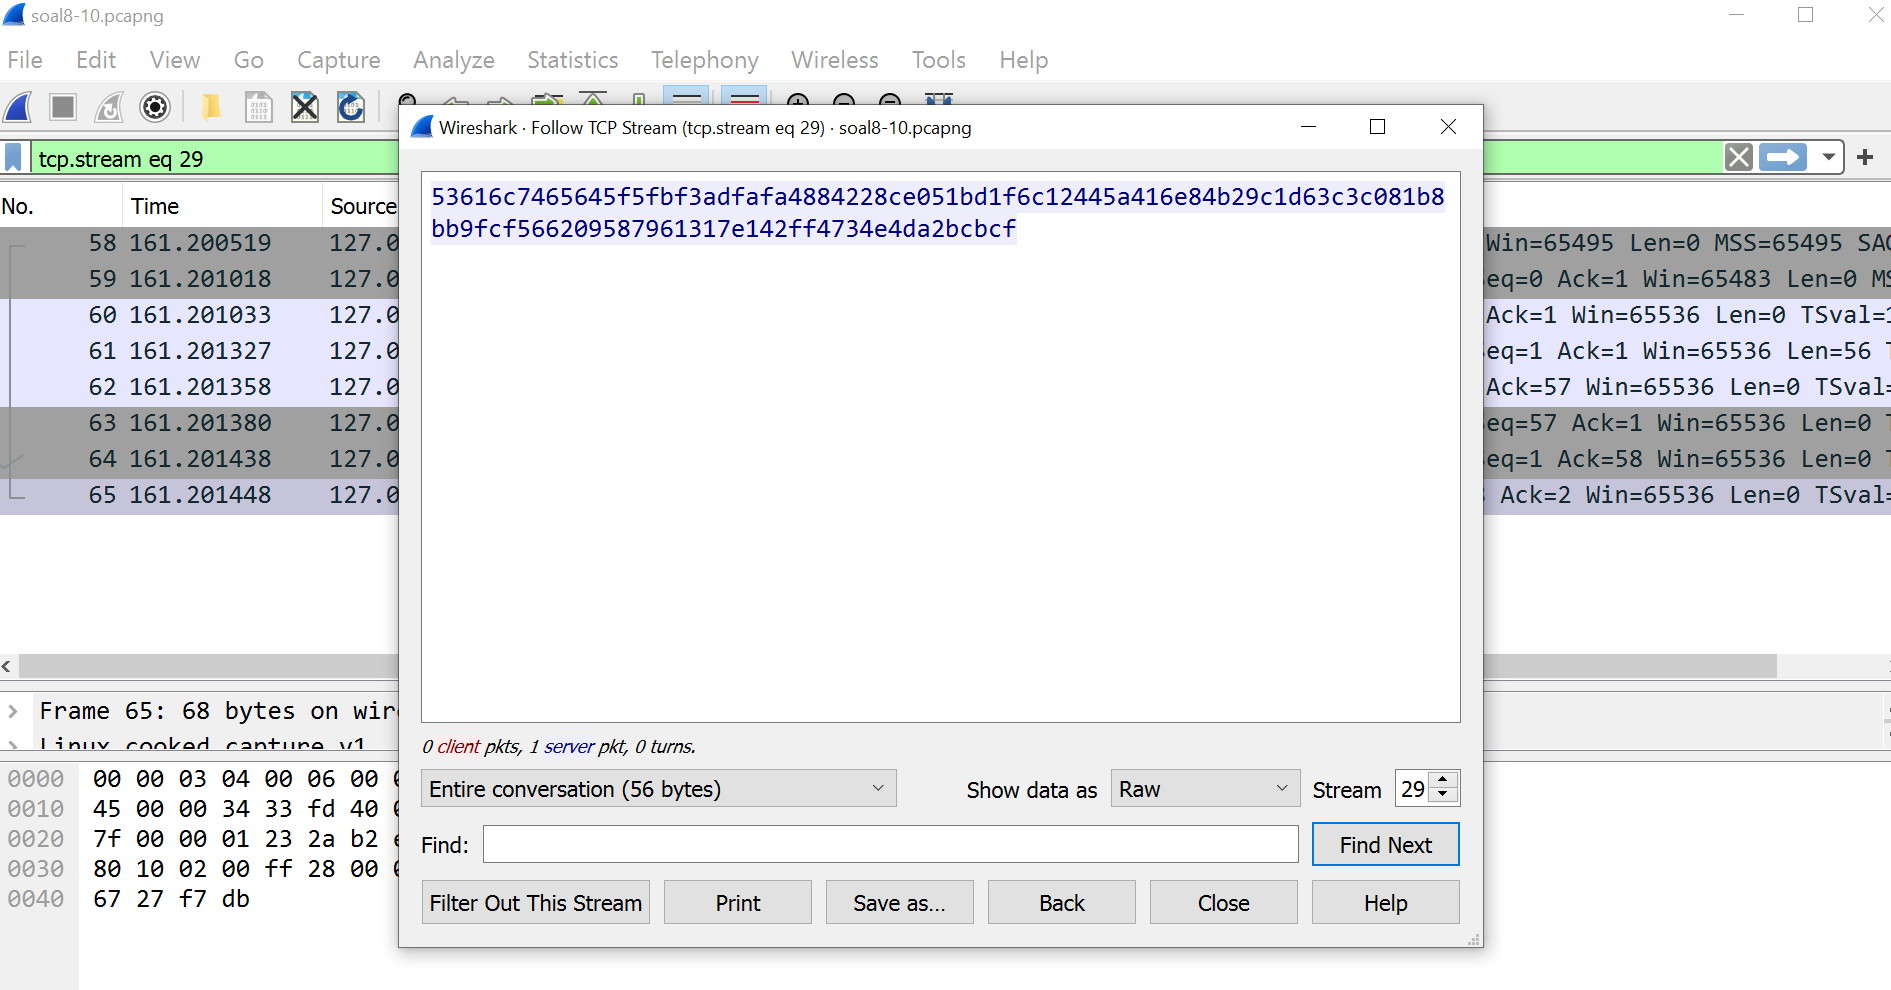 soal8-10.pcapng
File Edit View Go Capture Analyze Statistics Telephony Wireless Tools Help
Wireshark · Follow TCP Stream (tcp.stream eq 29) · soal8-10.pcapng
tcp.stream eq 29
53616c7465645f5fbf3adfafa4884228ce051bd1f6c12445a416e84b29c1d63c3c081b8
bb9fcf566209587961317e142ff4734e4da2bcbcf
No. Time Source
58 161.200519 127.0 Win=65495 Len=0 MSS=65495
59 161.201018 127.0 Seq=0 Ack=1 Win=65483 Len=0
60 161.201033 127.0 Ack=1 Win=65536 Len=0 TSval=
61 161.201327 127.0 Seq=1 Ack=1 Win=65536 Len=56
62 161.201358 127.0 Ack=57 Win=65536 Len=0 TSval=
63 161.201380 127.0 Seq=57 Ack=1 Win=65536 Len=0
64 161.201438 127.0 Seq=1 Ack=58 Win=65536 Len=0
65 161.201448 127.0 Ack=2 Win=65536 Len=0 TSval=
Frame 65: 68 bytes on wire
Linux cooked capture v1
0 client pkts, 1 server pkt, 0 turns.
Entire conversation (56 bytes) Show data as Raw Stream 29
Find: Find Next
Filter Out This Stream Print Save as... Back Close Help
0000 00 00 03 04 00 06 00
0010 45 00 00 34 33 fd 40
0020 7f 00 00 01 23 2a b2
0030 80 10 02 00 ff 28 00
0040 67 27 f7 db